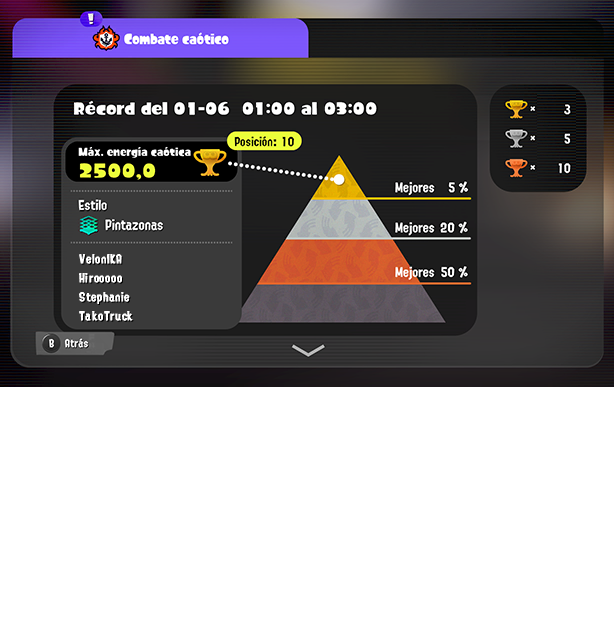 !
Combate caótico
Récord del 01-06 01:00 al 03:00
× 3
× 5
× 10
Posición: 10
Máx. energía caótica
2500,0
Mejores 5 %
Mejores 20 %
Mejores 50 %
Estilo
Pintazonas
VelonIKA
Hirooooo
Stephanie
TakoTruck
B Atrás